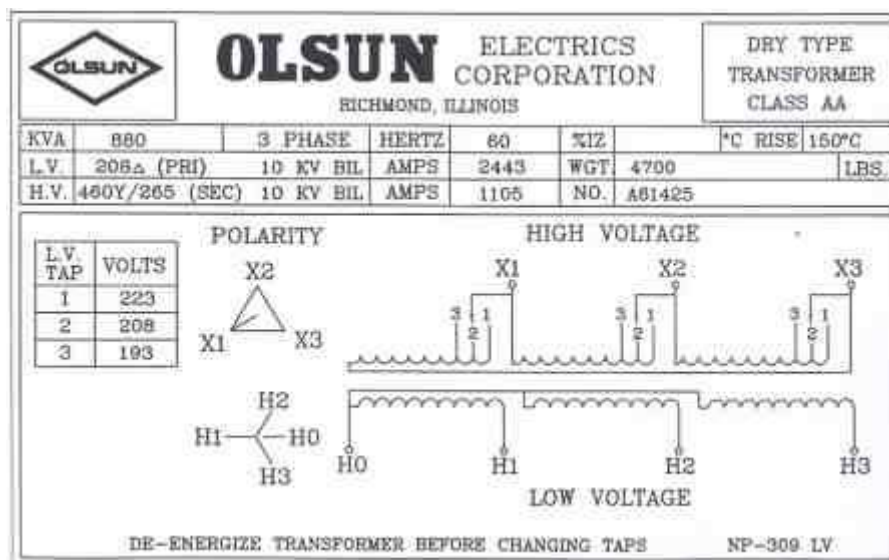 OLSUN
OLSUN ELECTRICS CORPORATION
RICHMOND, ILLINOIS
DRY TYPE
TRANSFORMER
CLASS AA
KVA 880 3 PHASE HERTZ 60 %IZ °C RISE 150°C
L.V. 208△ (PRI) 10 KV BIL AMPS 2443 WGT. 4700 LBS.
H.V. 460Y/265 (SEC) 10 KV BIL AMPS 1105 NO. A61425
L.V. TAP VOLTS
1 223
2 208
3 193
POLARITY
X2
X1 X3
H2
H1 H0
H3
HIGH VOLTAGE
X1 X2 X3
3 2 1 3 2 1 3 2 1
H0 H1 H2 H3
LOW VOLTAGE
DE-ENERGIZE TRANSFORMER BEFORE CHANGING TAPS NP-309 LV